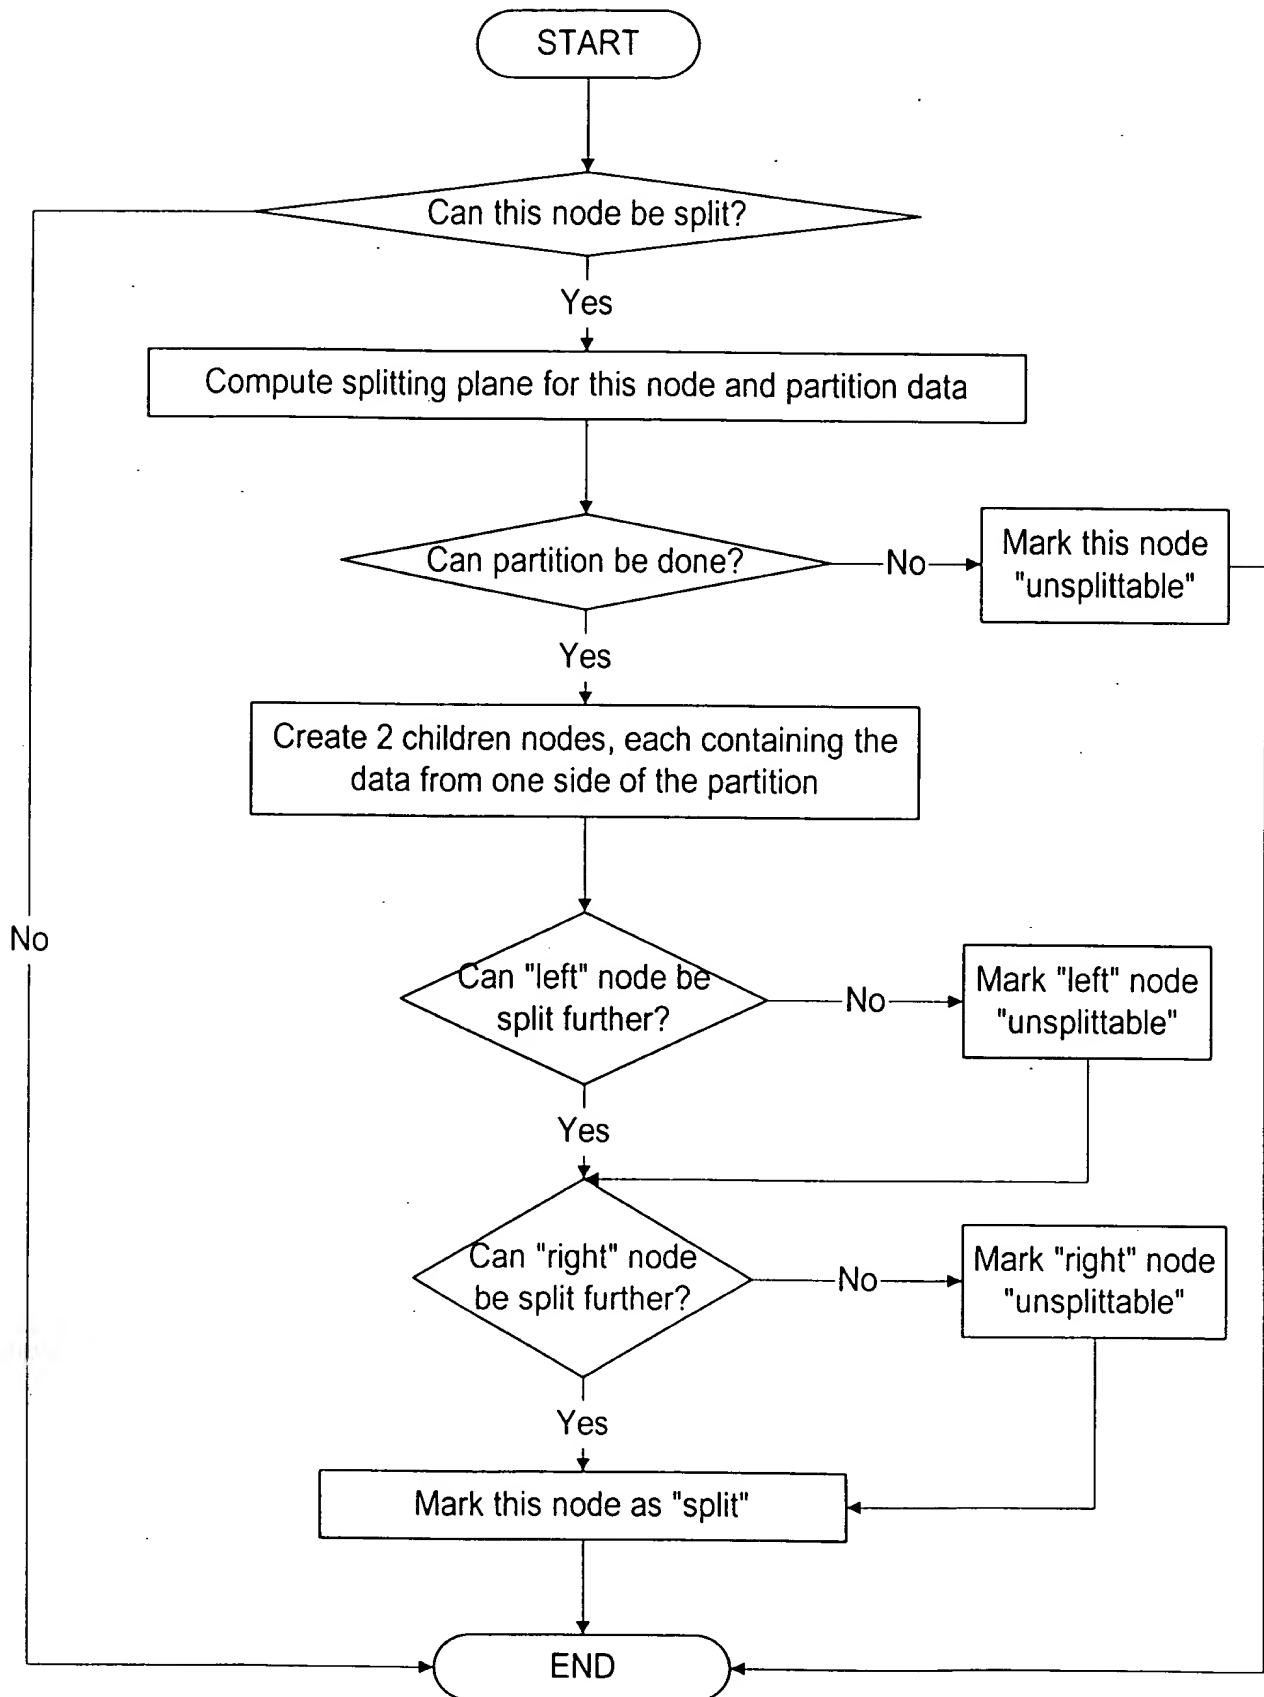 START
Can this node be split?
Yes
Compute splitting plane for this node and partition data
Can partition be done?
No
Mark this node
"unsplittable"
Yes
Create 2 children nodes, each containing the
data from one side of the partition
No
Can "left" node be
split further?
No
Mark "left" node
"unsplittable"
Yes
Can "right" node
be split further?
No
Mark "right" node
"unsplittable"
Yes
Mark this node as "split"
END